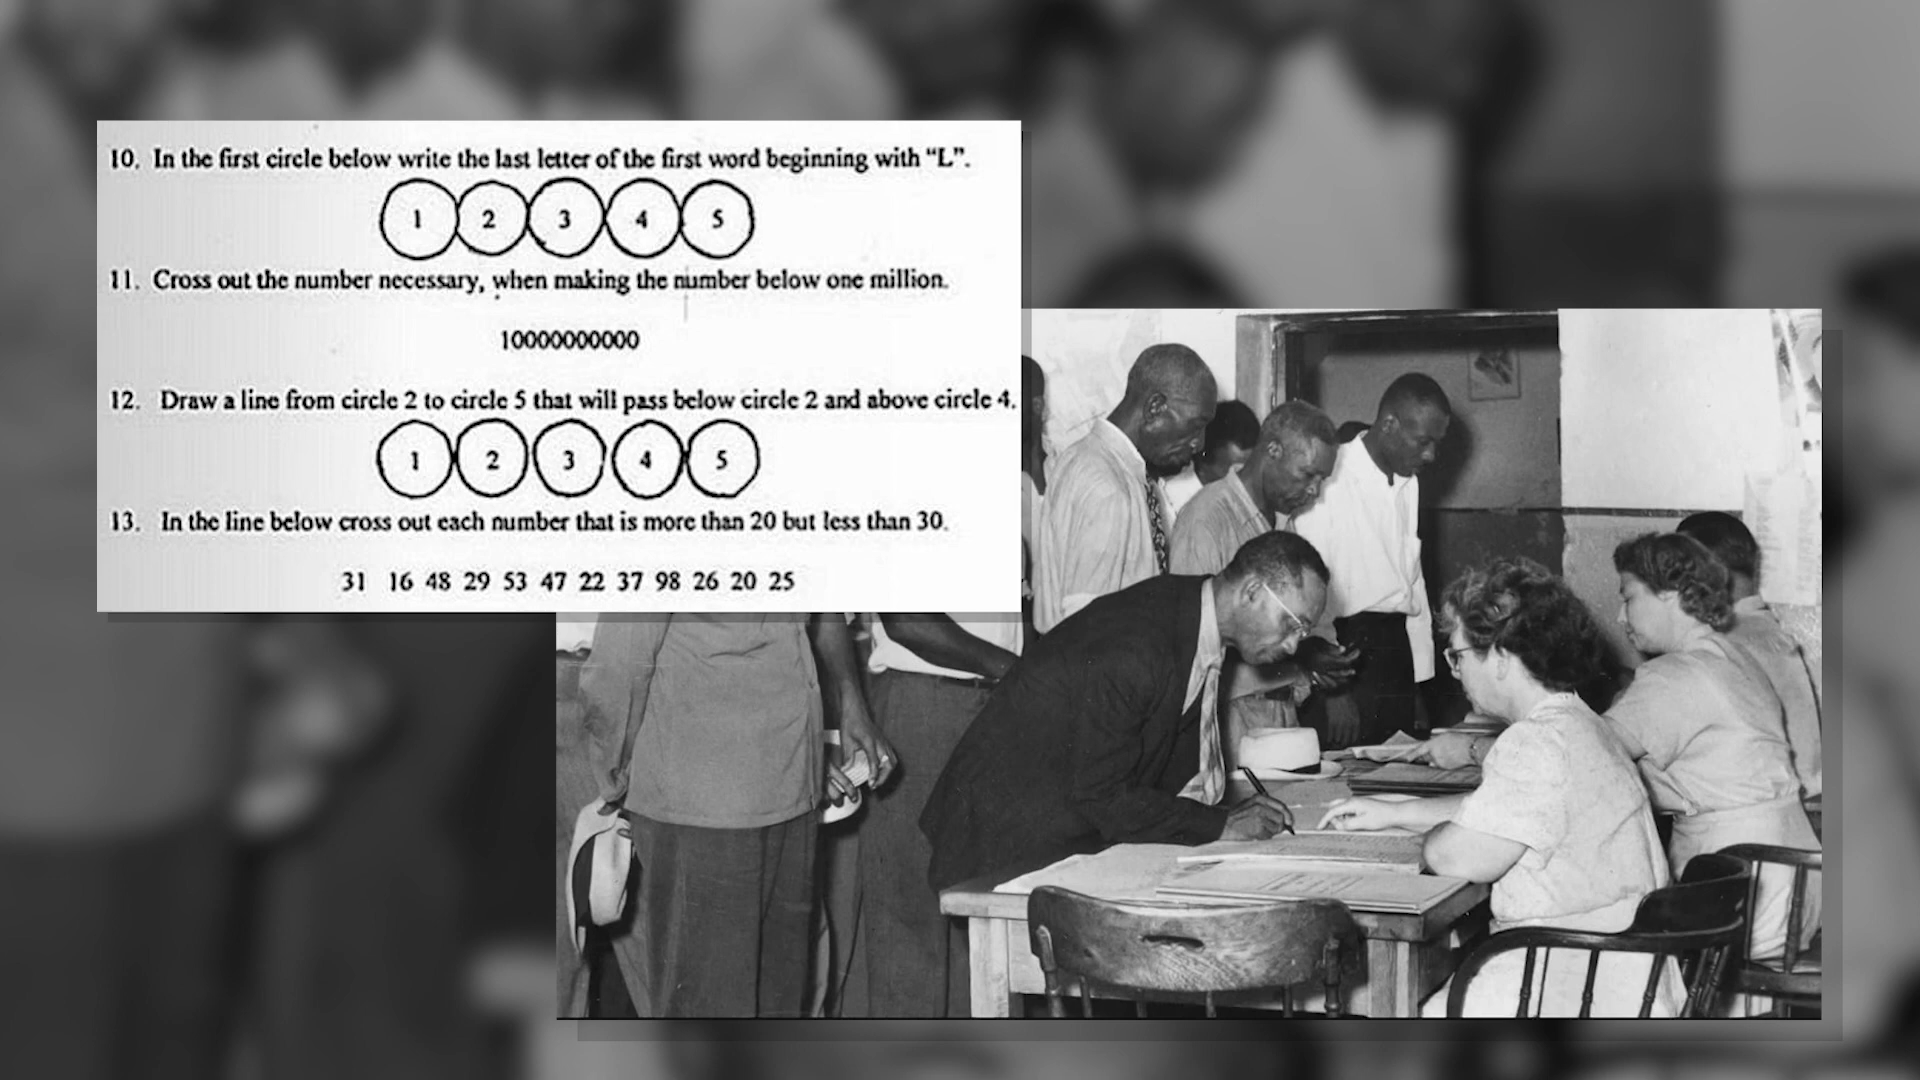 10. In the first circle below write the last letter of the first word beginning with “L”.
1 2 3 4 5
11. Cross out the number necessary, when making the number below one million.
10000000000
12. Draw a line from circle 2 to circle 5 that will pass below circle 2 and above circle 4.
1 2 3 4 5
13. In the line below cross out each number that is more than 20 but less than 30.
31 16 48 29 53 47 22 37 98 26 20 25